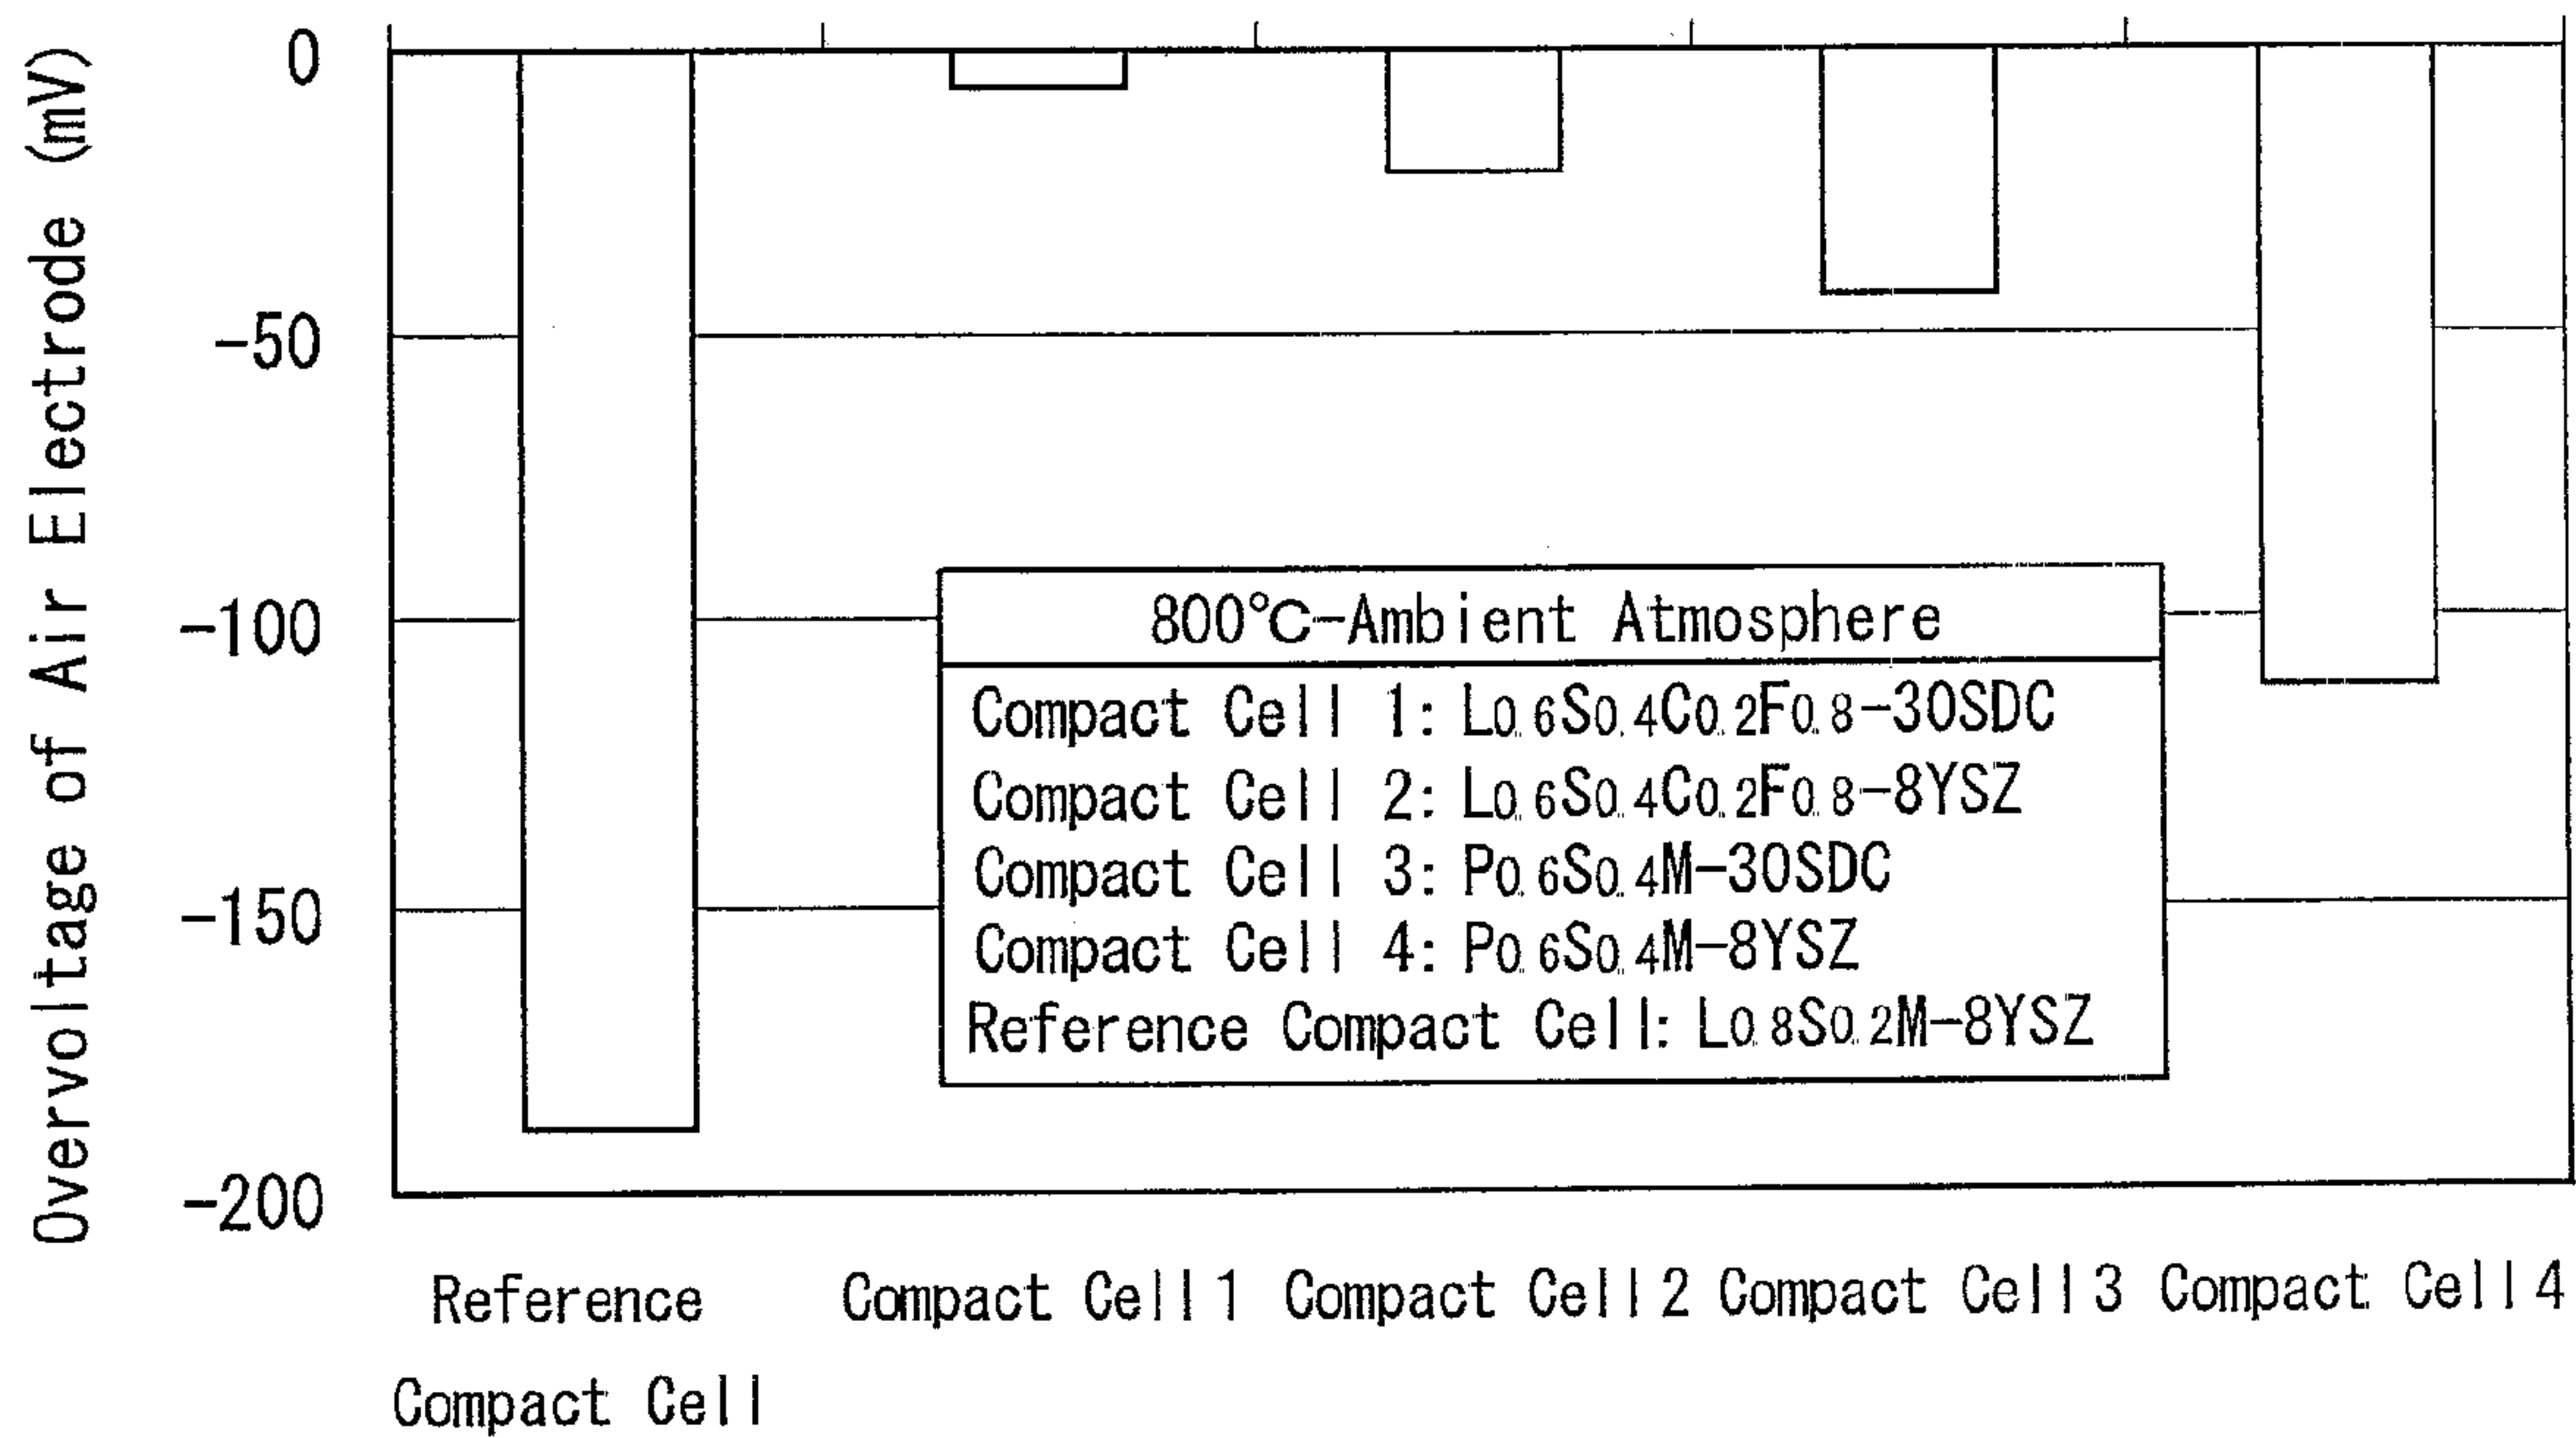 Overvoltage of Air Electrode (mV)
0
-50
-100
-150
-200
800℃-Ambient Atmosphere
Compact Cell 1: L0.6S0.4C0.2F0.8-30SDC
Compact Cell 2: L0.6S0.4C0.2F0.8-8YSZ
Compact Cell 3: P0.6S0.4M-30SDC
Compact Cell 4: P0.6S0.4M-8YSZ
Reference Compact Cell: L0.8S0.2M-8YSZ
Reference
Compact Cell
Compact Cell 1
Compact Cell 2
Compact Cell 3
Compact Cell 4